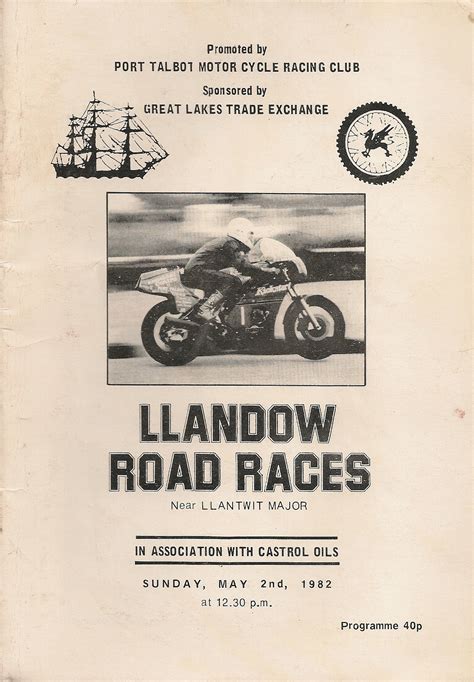 Promoted by
PORT TALBOT MOTOR CYCLE RACING CLUB
Sponsored by
GREAT LAKES TRADE EXCHANGE
LLANDOW
ROAD RACES
Near LLANTWIT MAJOR
IN ASSOCIATION WITH CASTROL OILS
SUNDAY, MAY 2nd, 1982
at 12.30 p.m.
Programme 40p